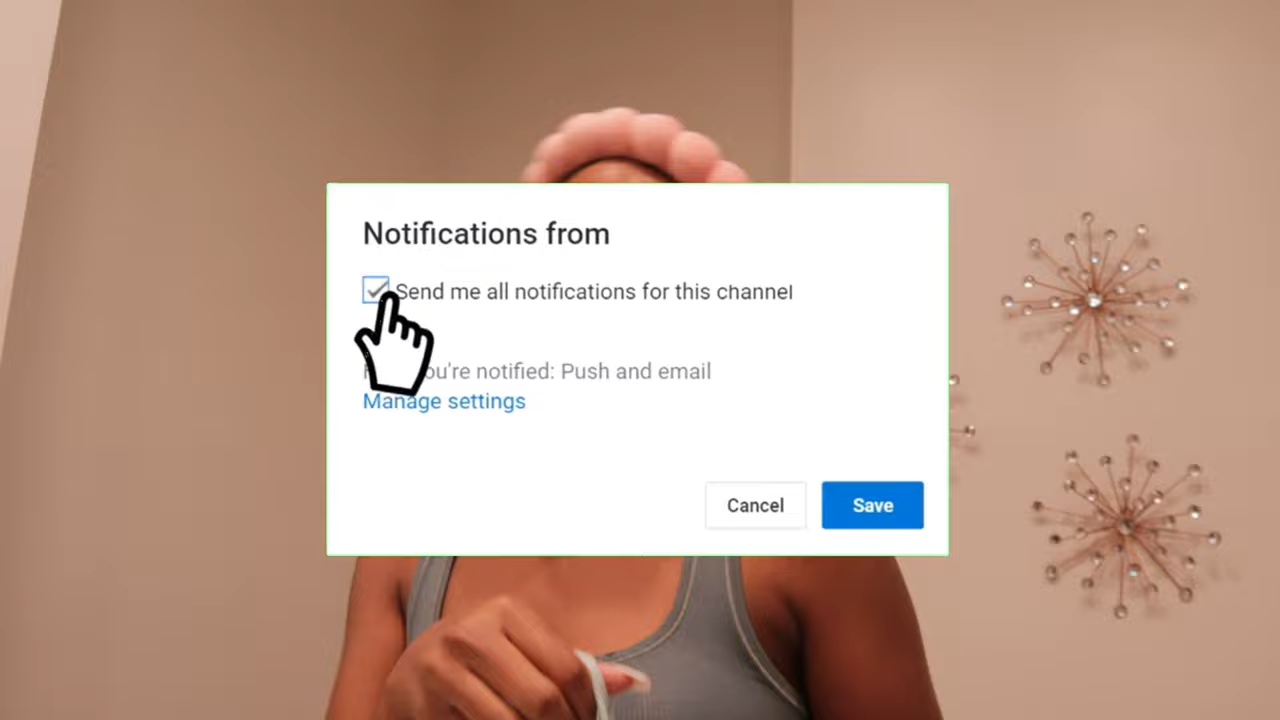 Notifications from
Send me all notifications for this channel
you're notified: Push and email
Manage settings
Cancel
Save